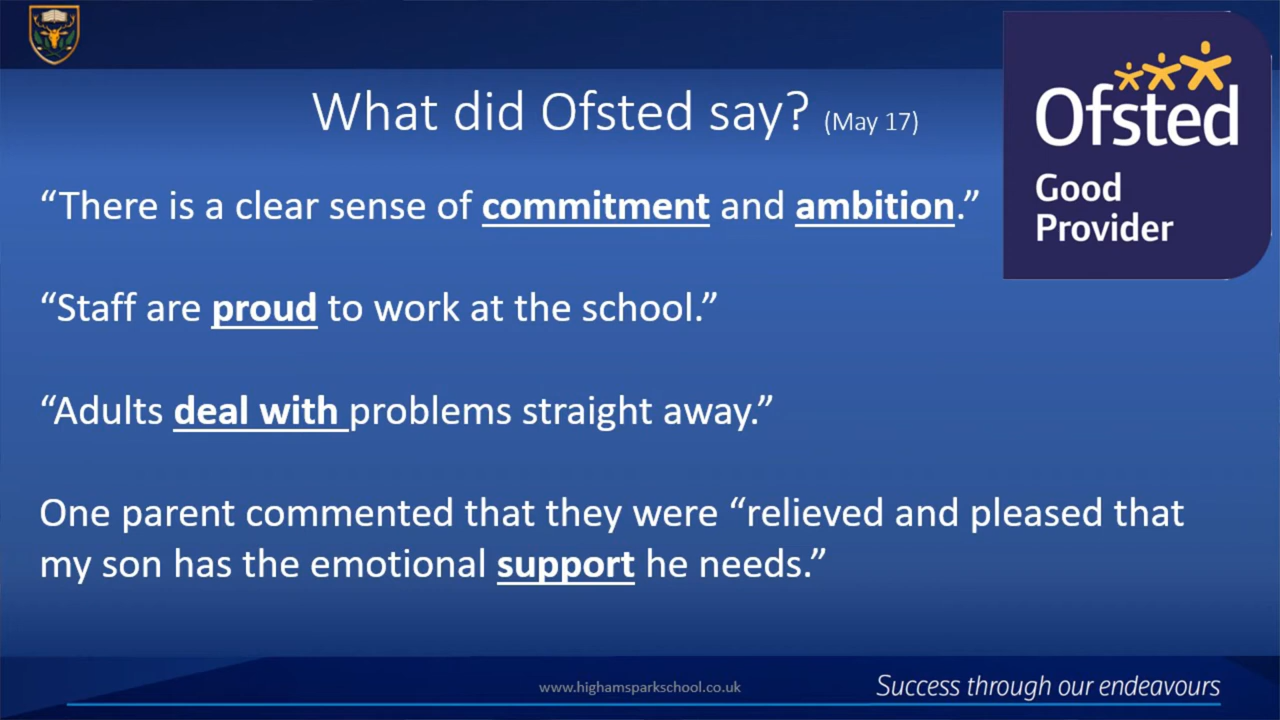 What did Ofsted say? (May 17)
Ofsted
Good
Provider
“There is a clear sense of commitment and ambition.”
“Staff are proud to work at the school.”
“Adults deal with problems straight away.”
One parent commented that they were “relieved and pleased that
my son has the emotional support he needs.”
www.highamsparkschool.co.uk
Success through our endeavours